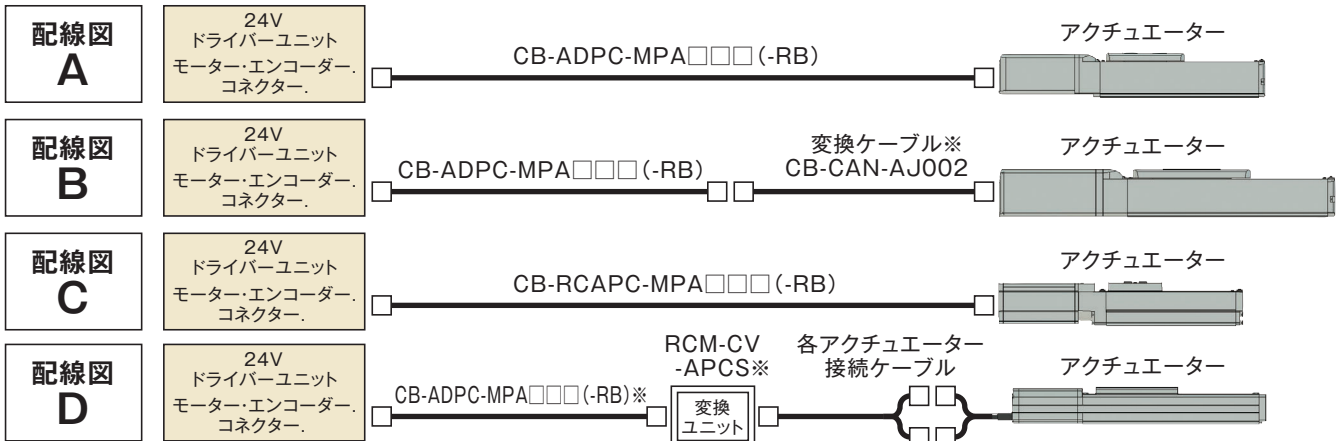 配線図
A
24V
ドライバーユニット
モーター・エンコーダー.
コネクター.
CB-ADPC-MPA□□□(-RB)
アクチュエーター
配線図
B
24V
ドライバーユニット
モーター・エンコーダー.
コネクター.
CB-ADPC-MPA□□□(-RB)
変換ケーブル※
CB-CAN-AJ002
アクチュエーター
配線図
C
24V
ドライバーユニット
モーター・エンコーダー.
コネクター.
CB-RCAPC-MPA□□□(-RB)
アクチュエーター
配線図
D
24V
ドライバーユニット
モーター・エンコーダー.
コネクター.
CB-ADPC-MPA□□□(-RB)※
RCM-CV
-APCS※
変換
ユニット
各アクチュエーター
接続ケーブル
アクチュエーター